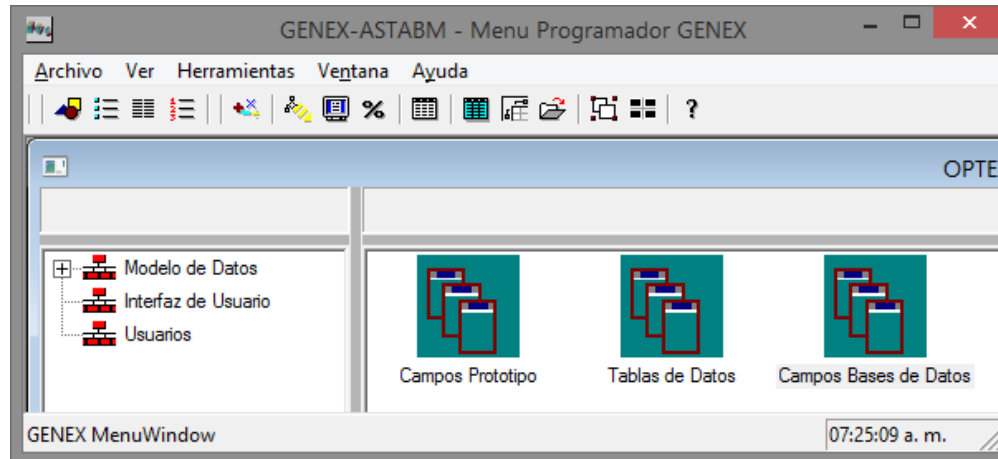 GENEX-ASTABM - Menu Programador GENEX
Archivo Ver Herramientas Ventana Ayuda
%
?
OPTE
Modelo de Datos
Interfaz de Usuario
Usuarios
Campos Prototipo
Tablas de Datos
Campos Bases de Datos
GENEX MenuWindow
07:25:09 a. m.